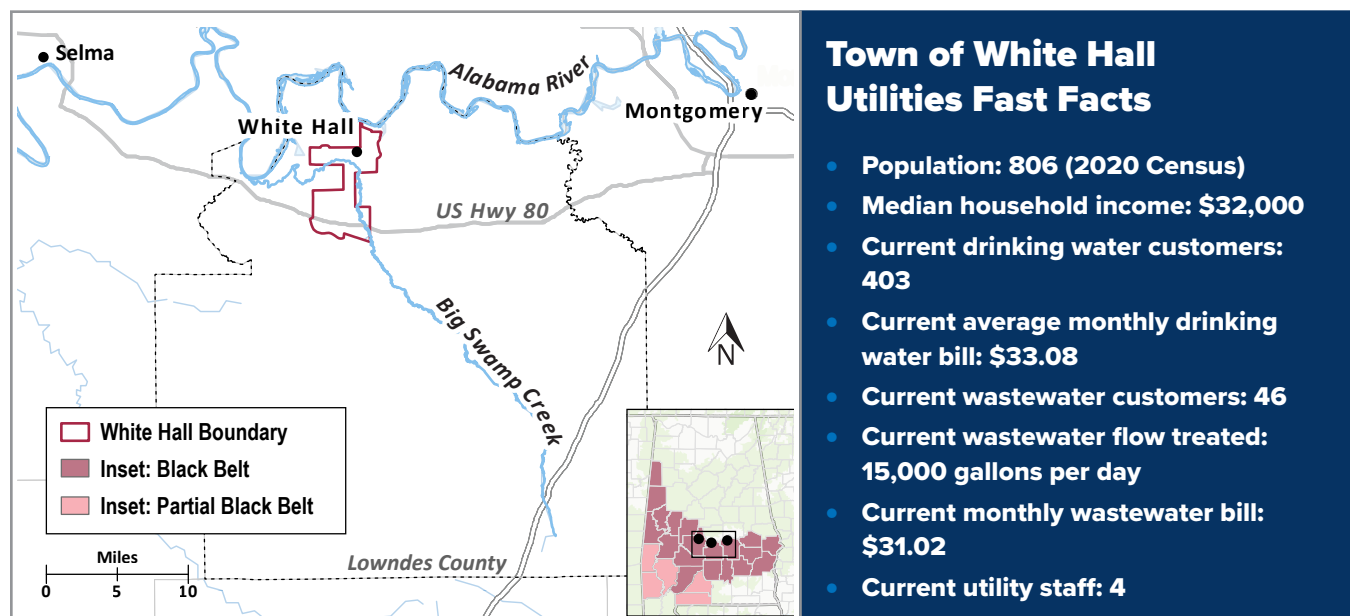 Selma
Alabama River
Montgomery
White Hall
US Hwy 80
Big Swamp Creek
N
White Hall Boundary
Inset: Black Belt
Inset: Partial Black Belt
Miles
0 5 10
Lowndes County
Town of White Hall
Utilities Fast Facts
• Population: 806 (2020 Census)
• Median household income: $32,000
• Current drinking water customers:
403
• Current average monthly drinking
water bill: $33.08
• Current wastewater customers: 46
• Current wastewater flow treated:
15,000 gallons per day
• Current monthly wastewater bill:
$31.02
• Current utility staff: 4